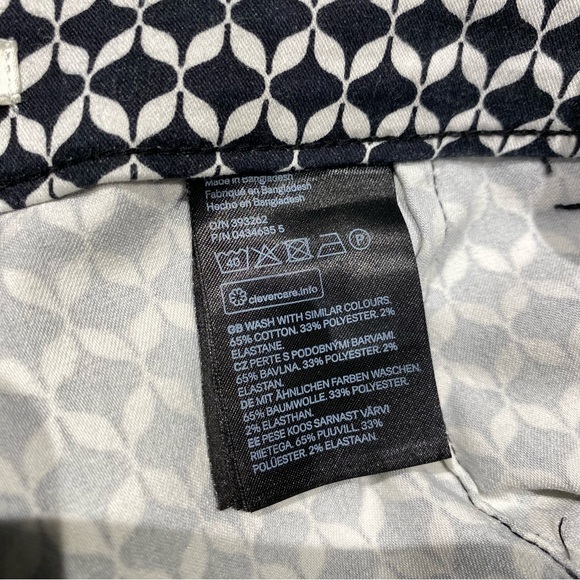 Made in Bangladesh
Fabriqué en Bangladesh
Hecho en Bangladesh
O/N 393262
P/N 0434635 5
40 P
clevercare.info
GB WASH WITH SIMILAR COLOURS.
65% COTTON. 33% POLYESTER. 2%
ELASTANE.
CZ PERTE S PODOBNÝMI BARVAMI.
65% BAVLNA. 33% POLYESTER. 2%
ELASTAN.
DE MIT ÄHNLICHEN FARBEN WASCHEN.
65% BAUMWOLLE. 33% POLYESTER.
2% ELASTHAN.
EE PESE KOOS SARNAST VÄRVI
RIIETEGA. 65% PUUVILL. 33%
POLÜESTER. 2% ELASTAAN.